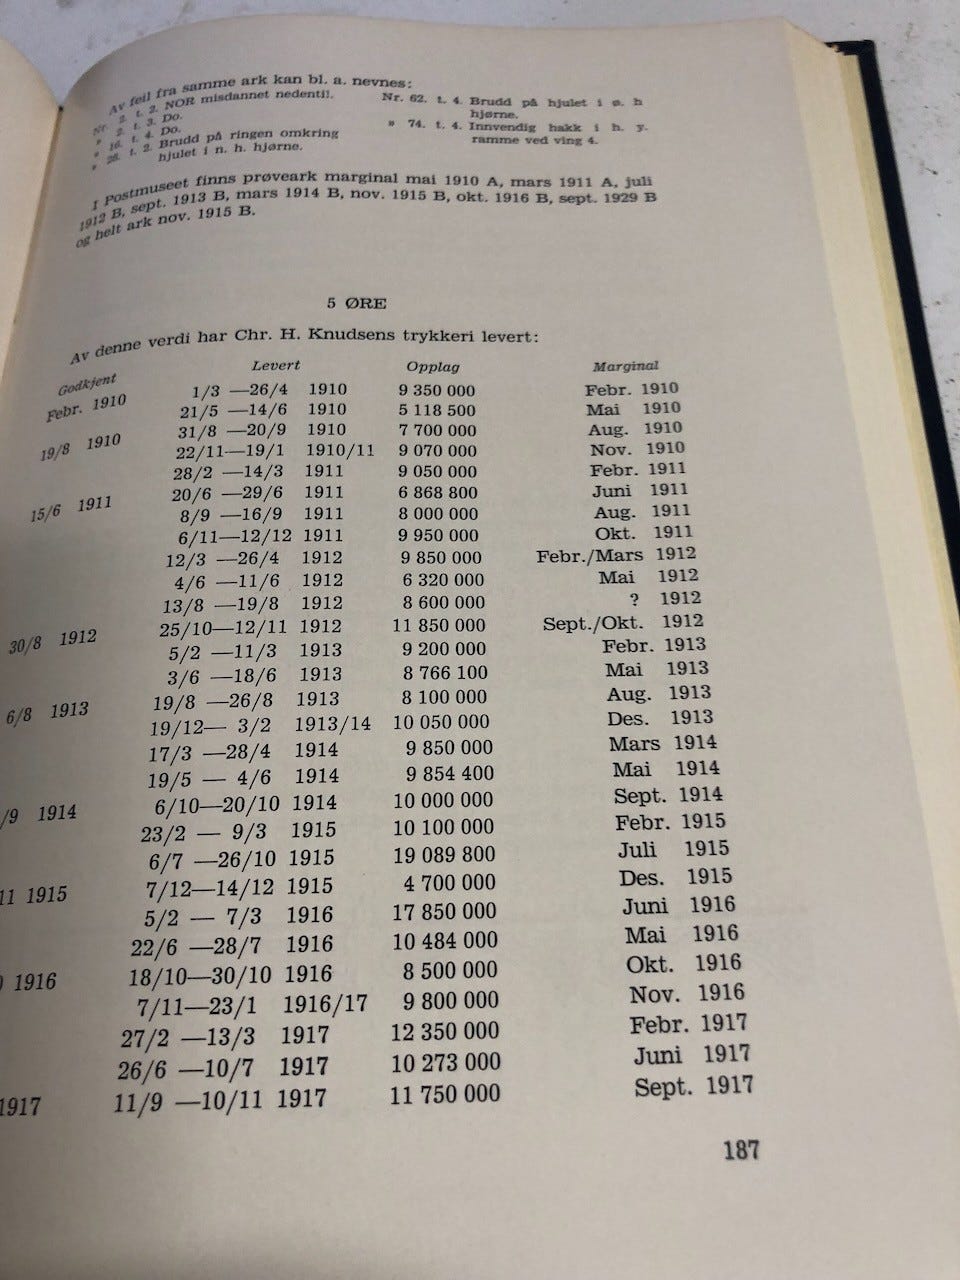 Av feil fra samme ark kan bl. a. nevnes:
Nr. 2. t. 2. NOR misdannet nedentil.
" 2. t. 3. Do.
" 16. t. 4. Do.
" 28. t. 2. Brudd på ringen omkring
hjulet i n. h. hjørne.
Nr. 62. t. 4. Brudd på hjulet i ø. h
hjørne.
" 74. t. 4. Innvendig hakk i h. y.
ramme ved ving 4.
I Postmuseet finns prøveark marginal mai 1910 A, mars 1911 A, juli
1912 B, sept. 1913 B, mars 1914 B, nov. 1915 B, okt. 1916 B, sept. 1929 B
og helt ark nov. 1915 B.
5 ØRE
Av denne verdi har Chr. H. Knudsens trykkeri levert:
Godkjent Levert Opplag Marginal
Febr. 1910 1/3 —26/4 1910 9 350 000 Febr. 1910
21/5 —14/6 1910 5 118 500 Mai 1910
19/8 1910 31/8 —20/9 1910 7 700 000 Aug. 1910
22/11—19/1 1910/11 9 070 000 Nov. 1910
28/2 —14/3 1911 9 050 000 Febr. 1911
15/6 1911 20/6 —29/6 1911 6 868 800 Juni 1911
8/9 —16/9 1911 8 000 000 Aug. 1911
6/11—12/12 1911 9 950 000 Okt. 1911
12/3 —26/4 1912 9 850 000 Febr./Mars 1912
4/6 —11/6 1912 6 320 000 Mai 1912
13/8 —19/8 1912 8 600 000 ? 1912
30/8 1912 25/10—12/11 1912 11 850 000 Sept./Okt. 1912
5/2 —11/3 1913 9 200 000 Febr. 1913
3/6 —18/6 1913 8 766 100 Mai 1913
6/8 1913 19/8 —26/8 1913 8 100 000 Aug. 1913
19/12— 3/2 1913/14 10 050 000 Des. 1913
17/3 —28/4 1914 9 850 000 Mars 1914
19/5 — 4/6 1914 9 854 400 Mai 1914
/9 1914 6/10—20/10 1914 10 000 000 Sept. 1914
23/2 — 9/3 1915 10 100 000 Febr. 1915
6/7 —26/10 1915 19 089 800 Juli 1915
11 1915 7/12—14/12 1915 4 700 000 Des. 1915
5/2 — 7/3 1916 17 850 000 Juni 1916
22/6 —28/7 1916 10 484 000 Mai 1916
1916 18/10—30/10 1916 8 500 000 Okt. 1916
7/11—23/1 1916/17 9 800 000 Nov. 1916
27/2 —13/3 1917 12 350 000 Febr. 1917
26/6 —10/7 1917 10 273 000 Juni 1917
1917 11/9 —10/11 1917 11 750 000 Sept. 1917
187